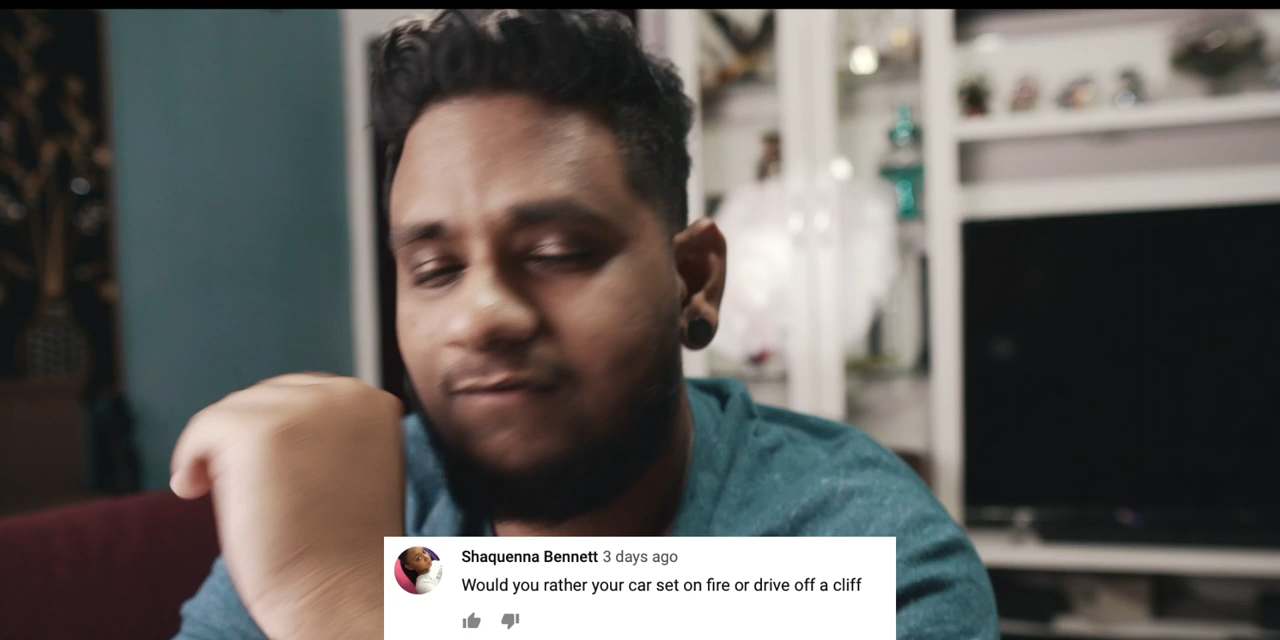 Shaquenna Bennett 3 days ago
Would you rather your car set on fire or drive off a cliff